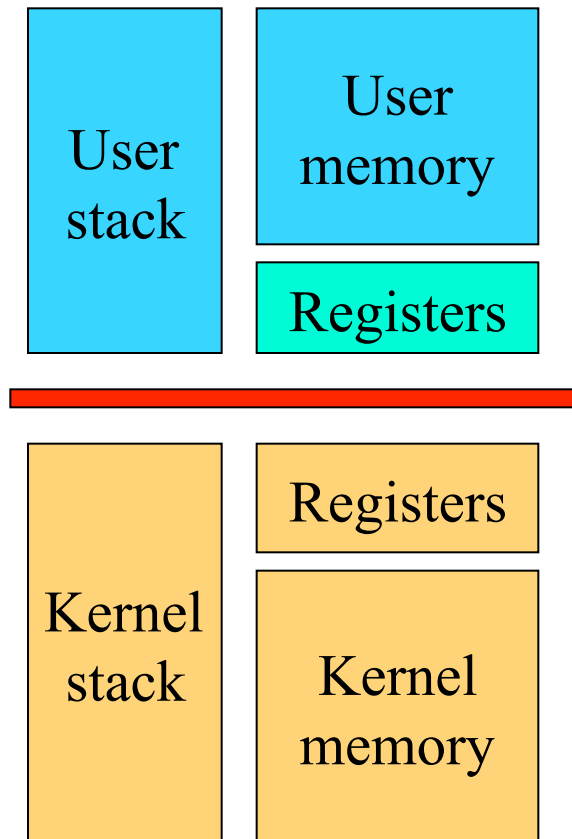 User
stack
User
memory
Registers
Kernel
stack
Registers
Kernel
memory